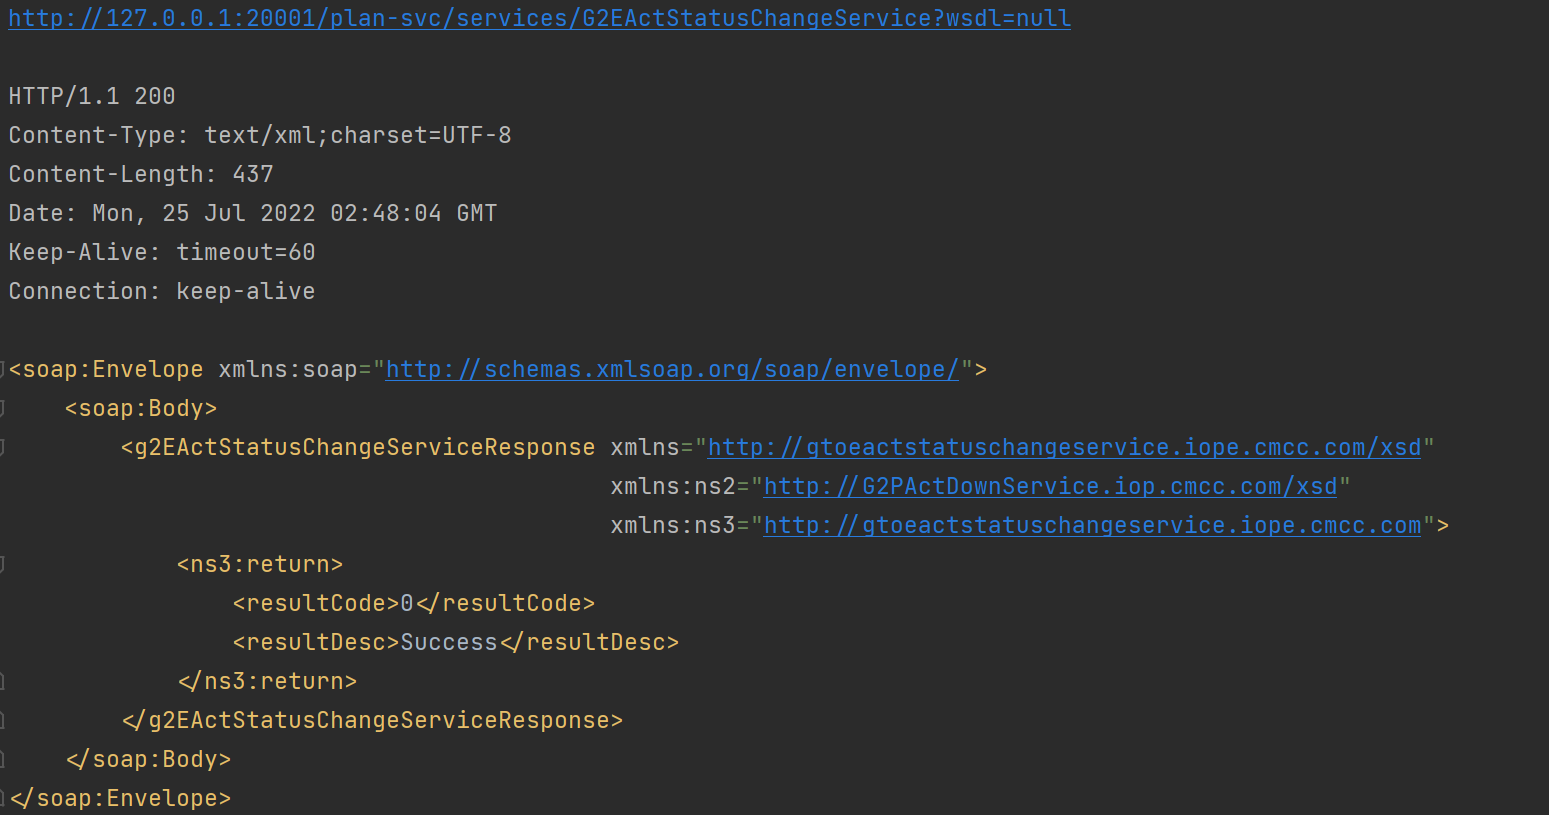 http://127.0.0.1:20001/plan-svc/services/G2EActStatusChangeService?wsdl=null
HTTP/1.1 200
Content-Type: text/xml;charset=UTF-8
Content-Length: 437
Date: Mon, 25 Jul 2022 02:48:04 GMT
Keep-Alive: timeout=60
Connection: keep-alive
<soap:Envelope xmlns:soap="http://schemas.xmlsoap.org/soap/envelope/">
<soap:Body>
<g2EActStatusChangeServiceResponse xmlns="http://gtoeactstatuschangeservice.iope.cmcc.com/xsd"
xmlns:ns2="http://G2PActDownService.iop.cmcc.com/xsd"
xmlns:ns3="http://gtoeactstatuschangeservice.iope.cmcc.com">
<ns3:return>
<resultCode>0</resultCode>
<resultDesc>Success</resultDesc>
</ns3:return>
</g2EActStatusChangeServiceResponse>
</soap:Body>
</soap:Envelope>